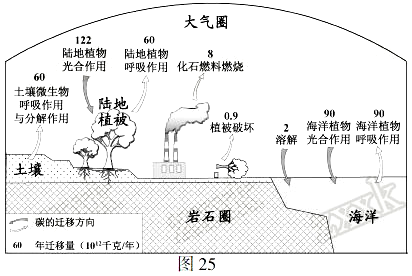 大气圈
122
陆地植物
光合作用
60
陆地植物
呼吸作用
8
化石燃料燃烧
60
土壤微生物
呼吸作用
与分解作用
陆地
植被
0.9
植被破坏
2
溶解
90
海洋植物
光合作用
90
海洋植物
呼吸作用
土壤
岩石圈
海洋
碳的迁移方向
60 年迁移量（10¹²千克/年）
图 25